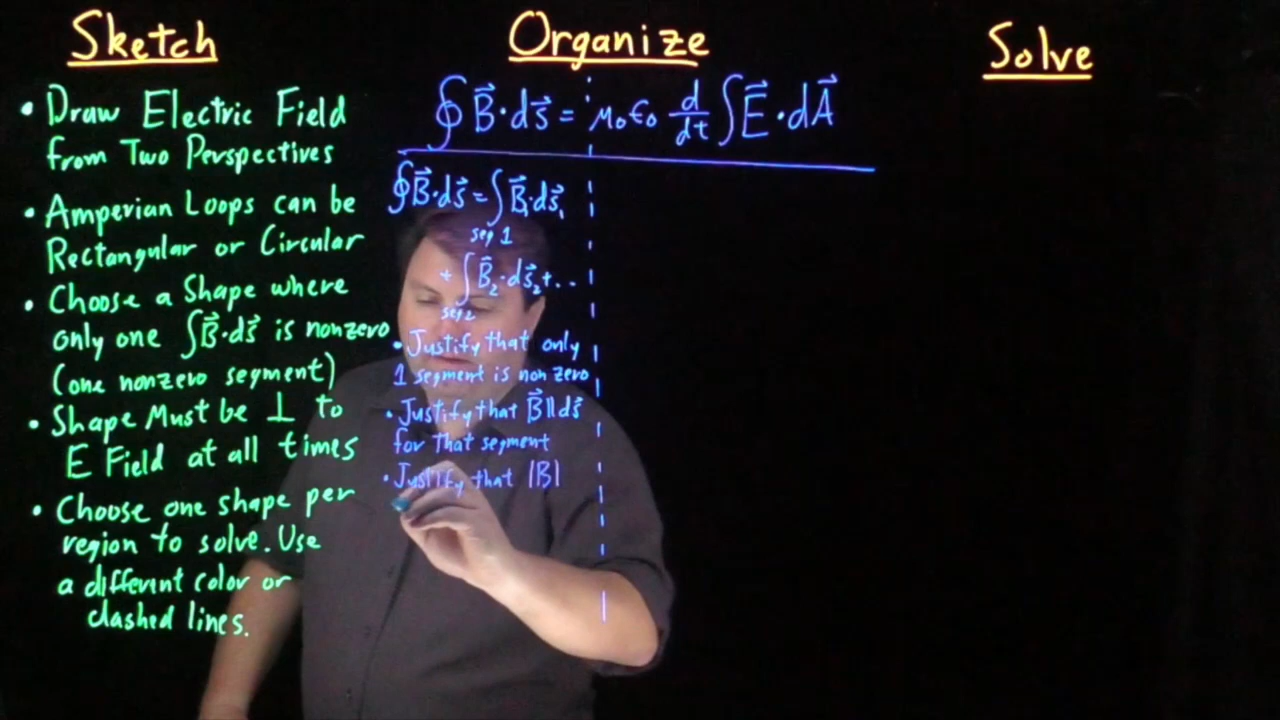 Sketch
• Draw Electric Field
from Two Perspectives
• Amperian Loops can be
Rectangular or Circular
• Choose a Shape where
only one ∫B⃗·ds⃗ is nonzero
(one nonzero segment)
• Shape Must be ⊥ to
E Field at all times
• Choose one shape per
region to solve. Use
a different color or
dashed lines.
Organize
∮B⃗·ds⃗ = μ₀ε₀ d/dt ∫E⃗·dA⃗
∮B⃗·ds⃗ = ∫B⃗₁·ds⃗₁
seg 1
+ ∫B⃗₂·ds⃗₂+...
seg 2
• Justify that only
1 segment is non zero
• Justify that B⃗||ds⃗
for that segment
• Justify that |B|
Solve